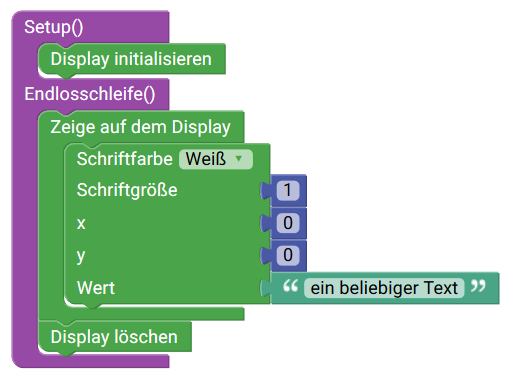 Setup()
Display initialisieren
Endlosschleife()
Zeige auf dem Display
Schriftfarbe Weiß ▼
Schriftgröße 1
x 0
y 0
Wert “ ein beliebiger Text ”
Display löschen